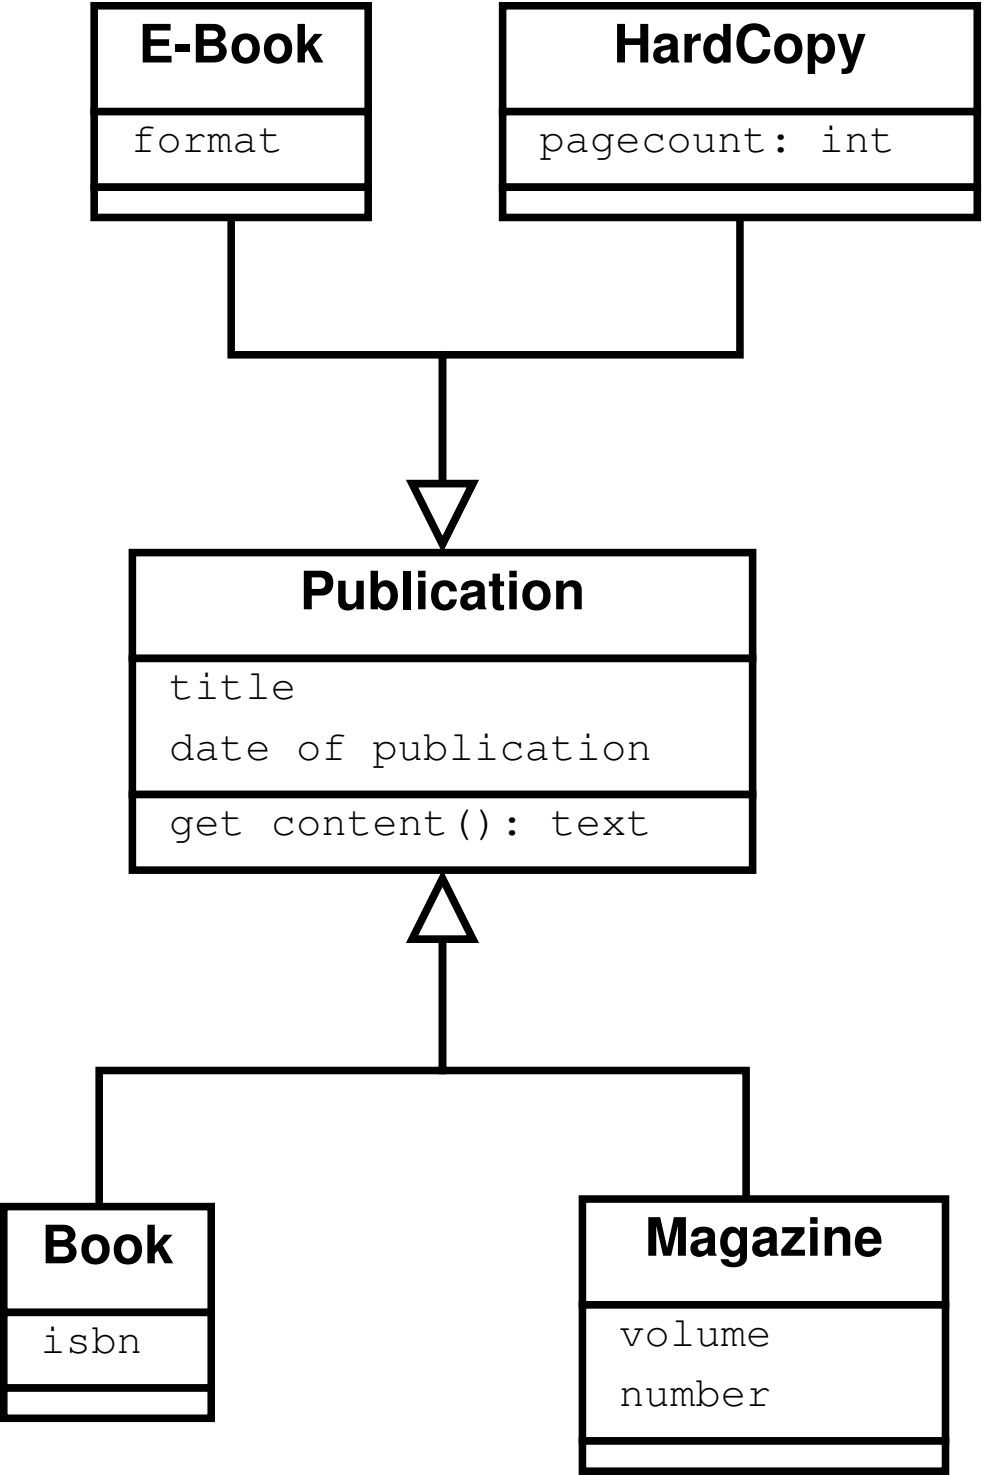 E-Book
format
HardCopy
pagecount: int
Publication
title
date of publication
get content(): text
Book
isbn
Magazine
volume
number